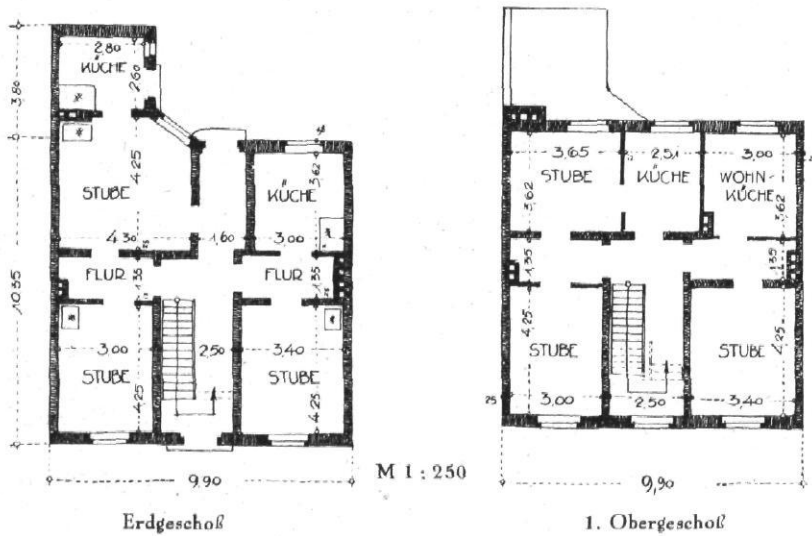 2,80
KÜCHE
2,60
3,80
4,25
STUBE
4,30
1,60
KÜCHE
3,62
3,00
10,35
FLUR
1,35
FLUR
1,35
3,00
2,50
3,40
STUBE
STUBE
4,25
4,25
9,90
Erdgeschoß
M 1 : 250
3,65
2,51
3,00
STUBE
KÜCHE
WOHN
KÜCHE
3,62
3,62
1,35
1,35
4,25
4,25
STUBE
STUBE
25
3,00
2,50
3,40
9,90
1. Obergeschoß